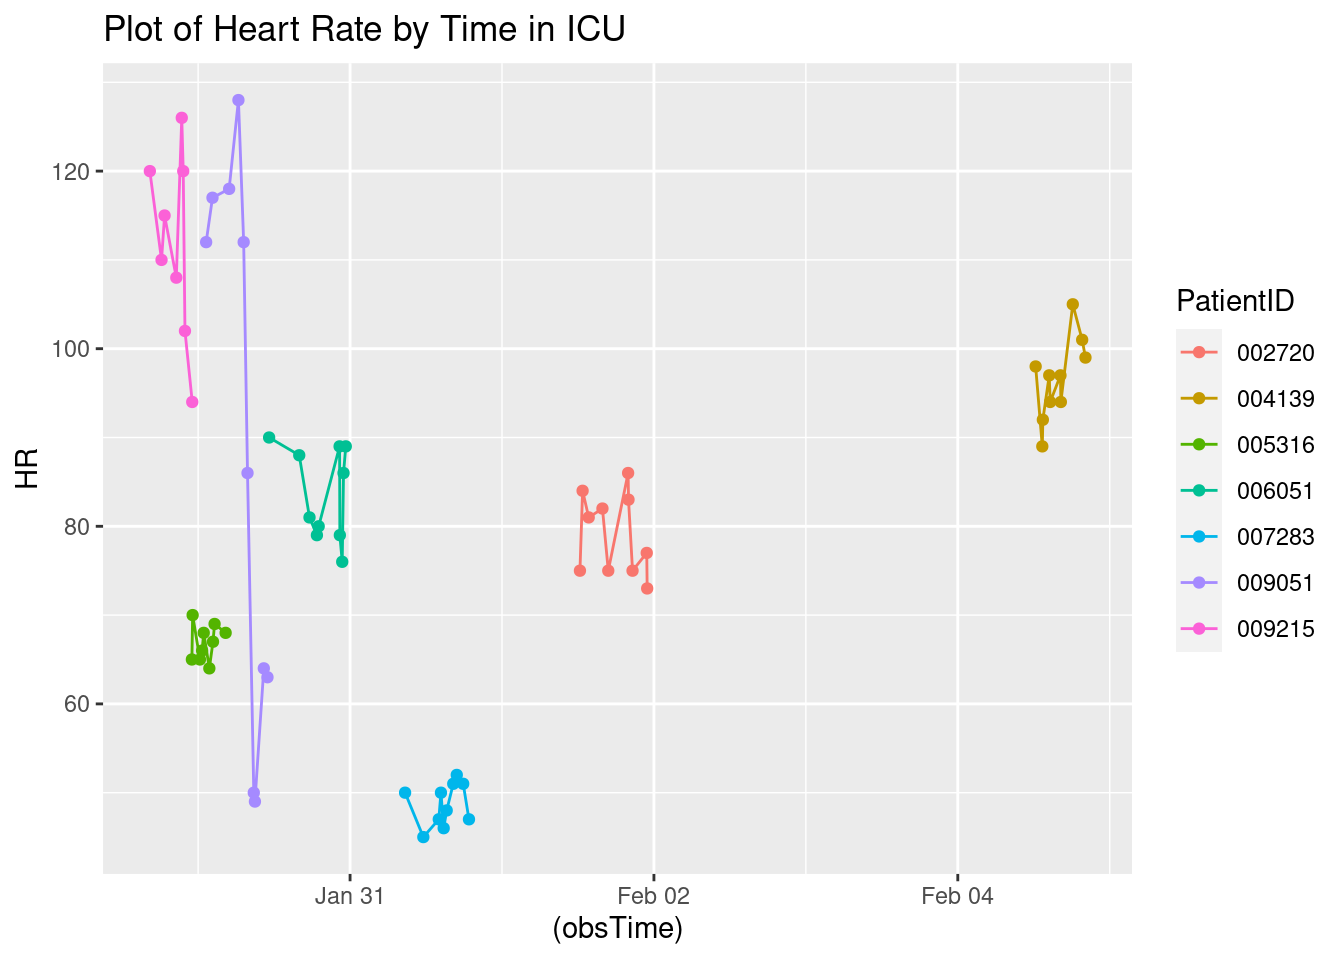 Plot of Heart Rate by Time in ICU
120
100
80
60
HR
Jan 31
Feb 02
Feb 04
(obsTime)
PatientID
002720
004139
005316
006051
007283
009051
009215